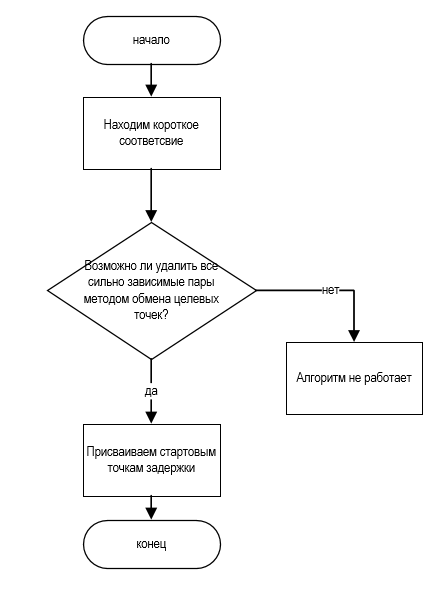 начало
Находим короткое
соответсвие
Возможно ли удалить все
сильно зависимые пары
методом обмена целевых
точек?
нет
Алгоритм не работает
да
Присваиваем стартовым
точкам задержки
конец